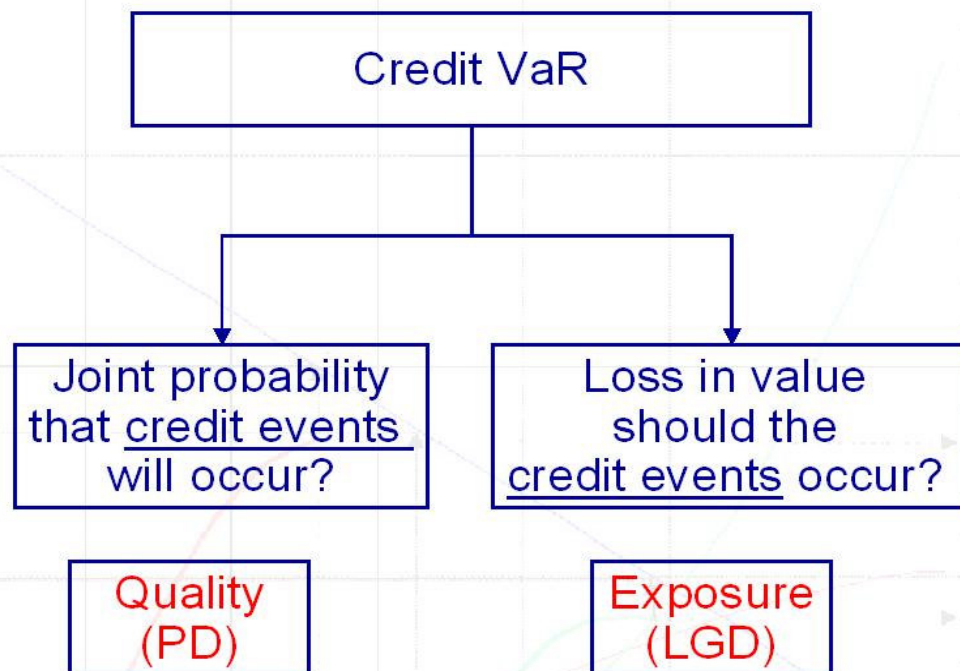 Credit VaR
Joint probability
that credit events
will occur?
Loss in value
should the
credit events occur?
Quality
(PD)
Exposure
(LGD)